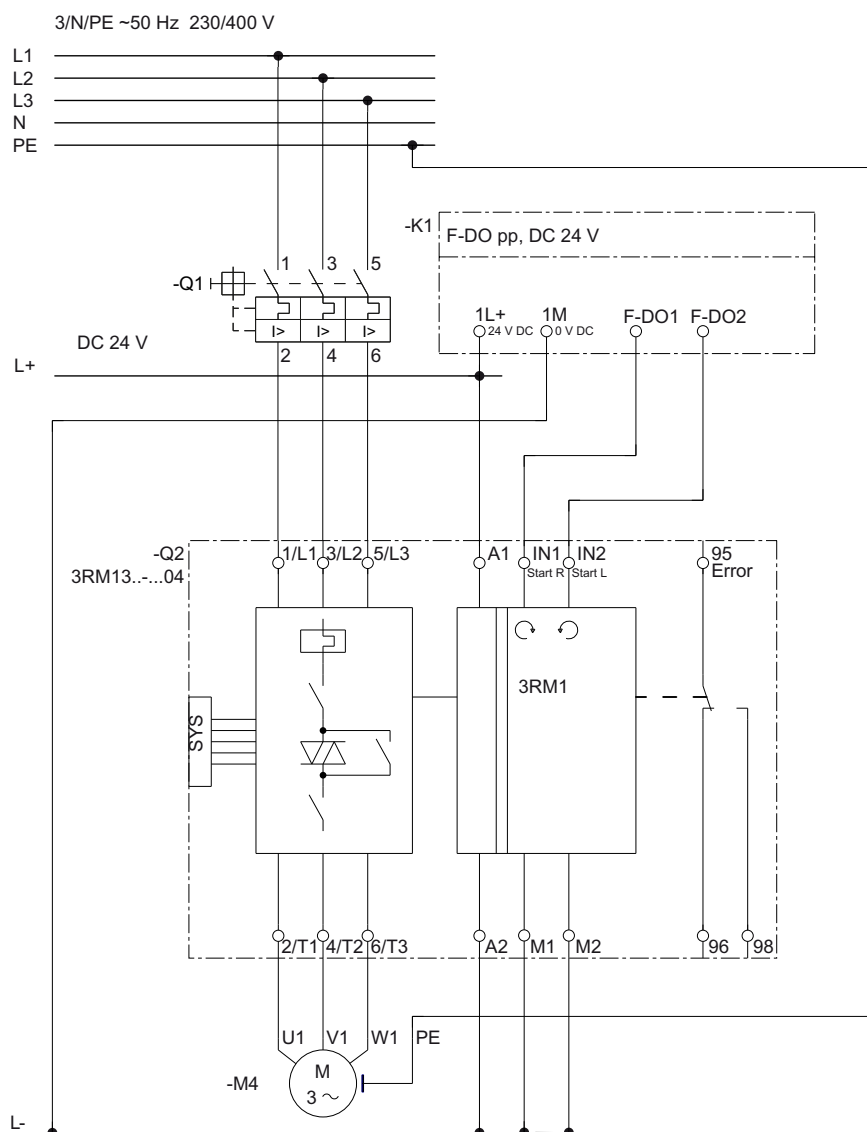 3/N/PE ~50 Hz 230/400 V
L1
L2
L3
N
PE
-K1
F-DO pp, DC 24 V
1 3 5
-Q1
I> I> I>
1L+ 1M F-DO1 F-DO2
24 V DC 0 V DC
DC 24 V
2 4 6
L+
-Q2 1/L1 3/L2 5/L3 A1 IN1 IN2 95
3RM13..-...04 Start R Start L Error
3RM1
SYS
2/T1 4/T2 6/T3 A2 M1 M2 96 98
U1 V1 W1 PE
-M4 M
3 ~
L-